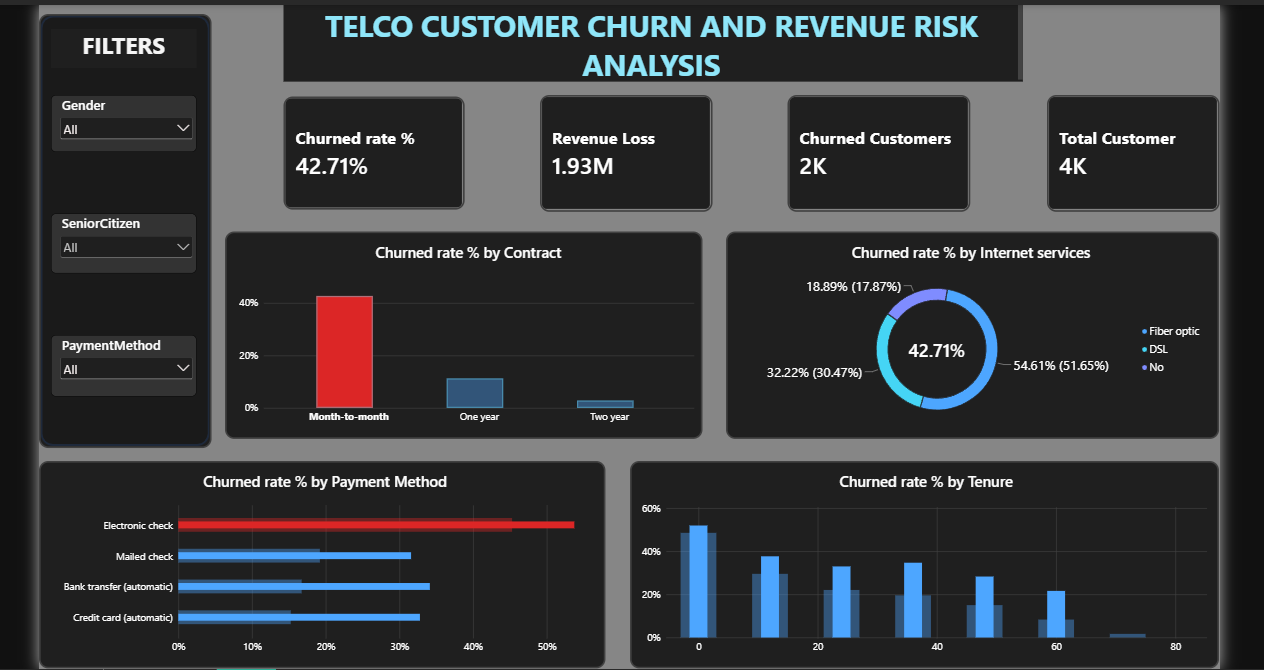 TELCO CUSTOMER CHURN AND REVENUE RISK
ANALYSIS
FILTERS
Gender
All
SeniorCitizen
All
PaymentMethod
All
Churned rate %
42.71%
Revenue Loss
1.93M
Churned Customers
2K
Total Customer
4K
Churned rate % by Contract
40%
20%
0%
Month-to-month
One year
Two year
Churned rate % by Internet services
18.89% (17.87%)
32.22% (30.47%)
42.71%
54.61% (51.65%)
Fiber optic
DSL
No
Churned rate % by Payment Method
Electronic check
Mailed check
Bank transfer (automatic)
Credit card (automatic)
0%
10%
20%
30%
40%
50%
Churned rate % by Tenure
60%
40%
20%
0%
0
20
40
60
80